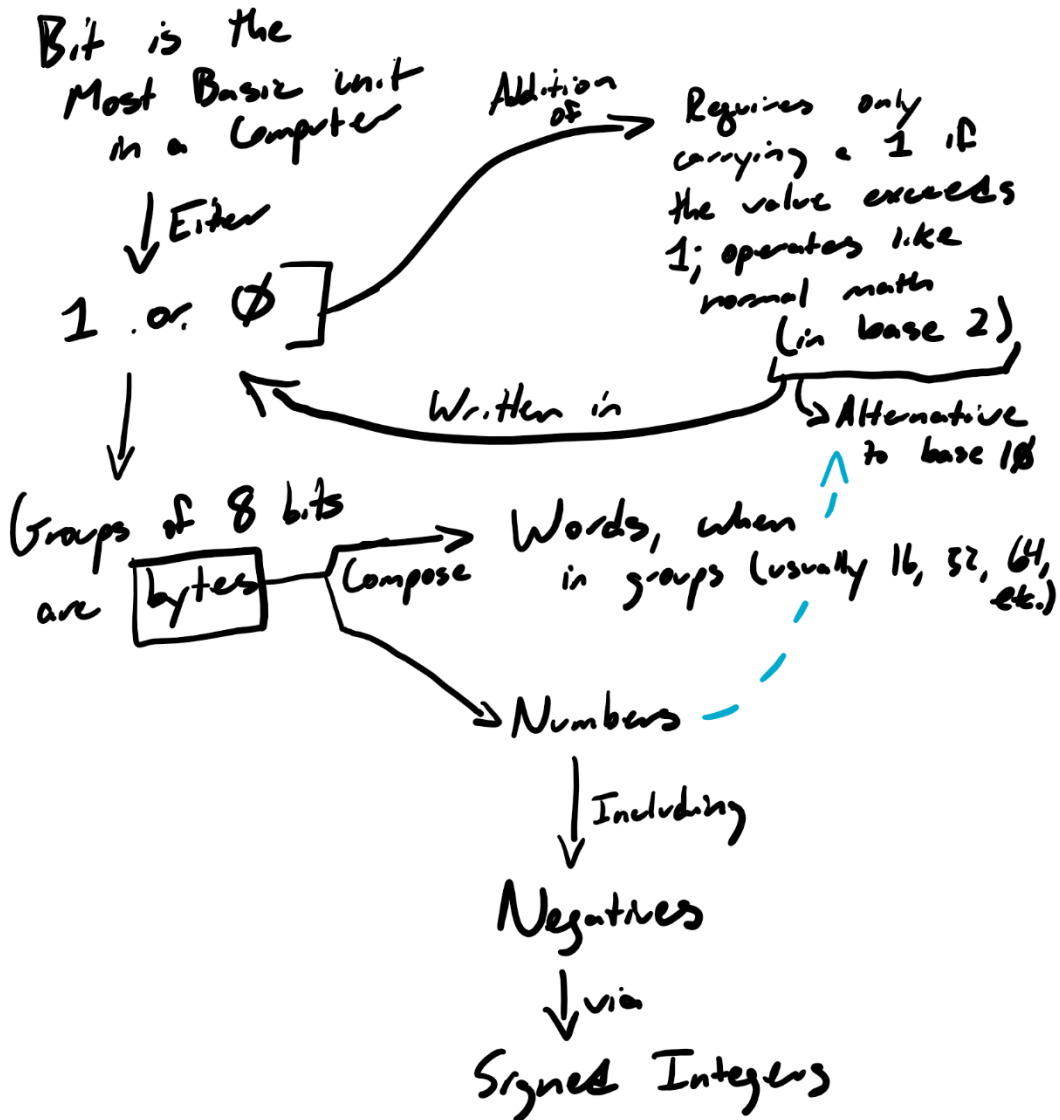 Bit is the
Most Basic unit
in a Computer
Either
1 or 0
Addition
of
Requires only
carrying a 1 if
the value exceeds
1; operates like
normal math
(in base 2)
Written in
Alternative
to base 10
Groups of 8 bits
are bytes
Compose
Words, when
in groups (usually 16, 32, 64,
etc.)
Numbers
Including
Negatives
via
Signed Integers